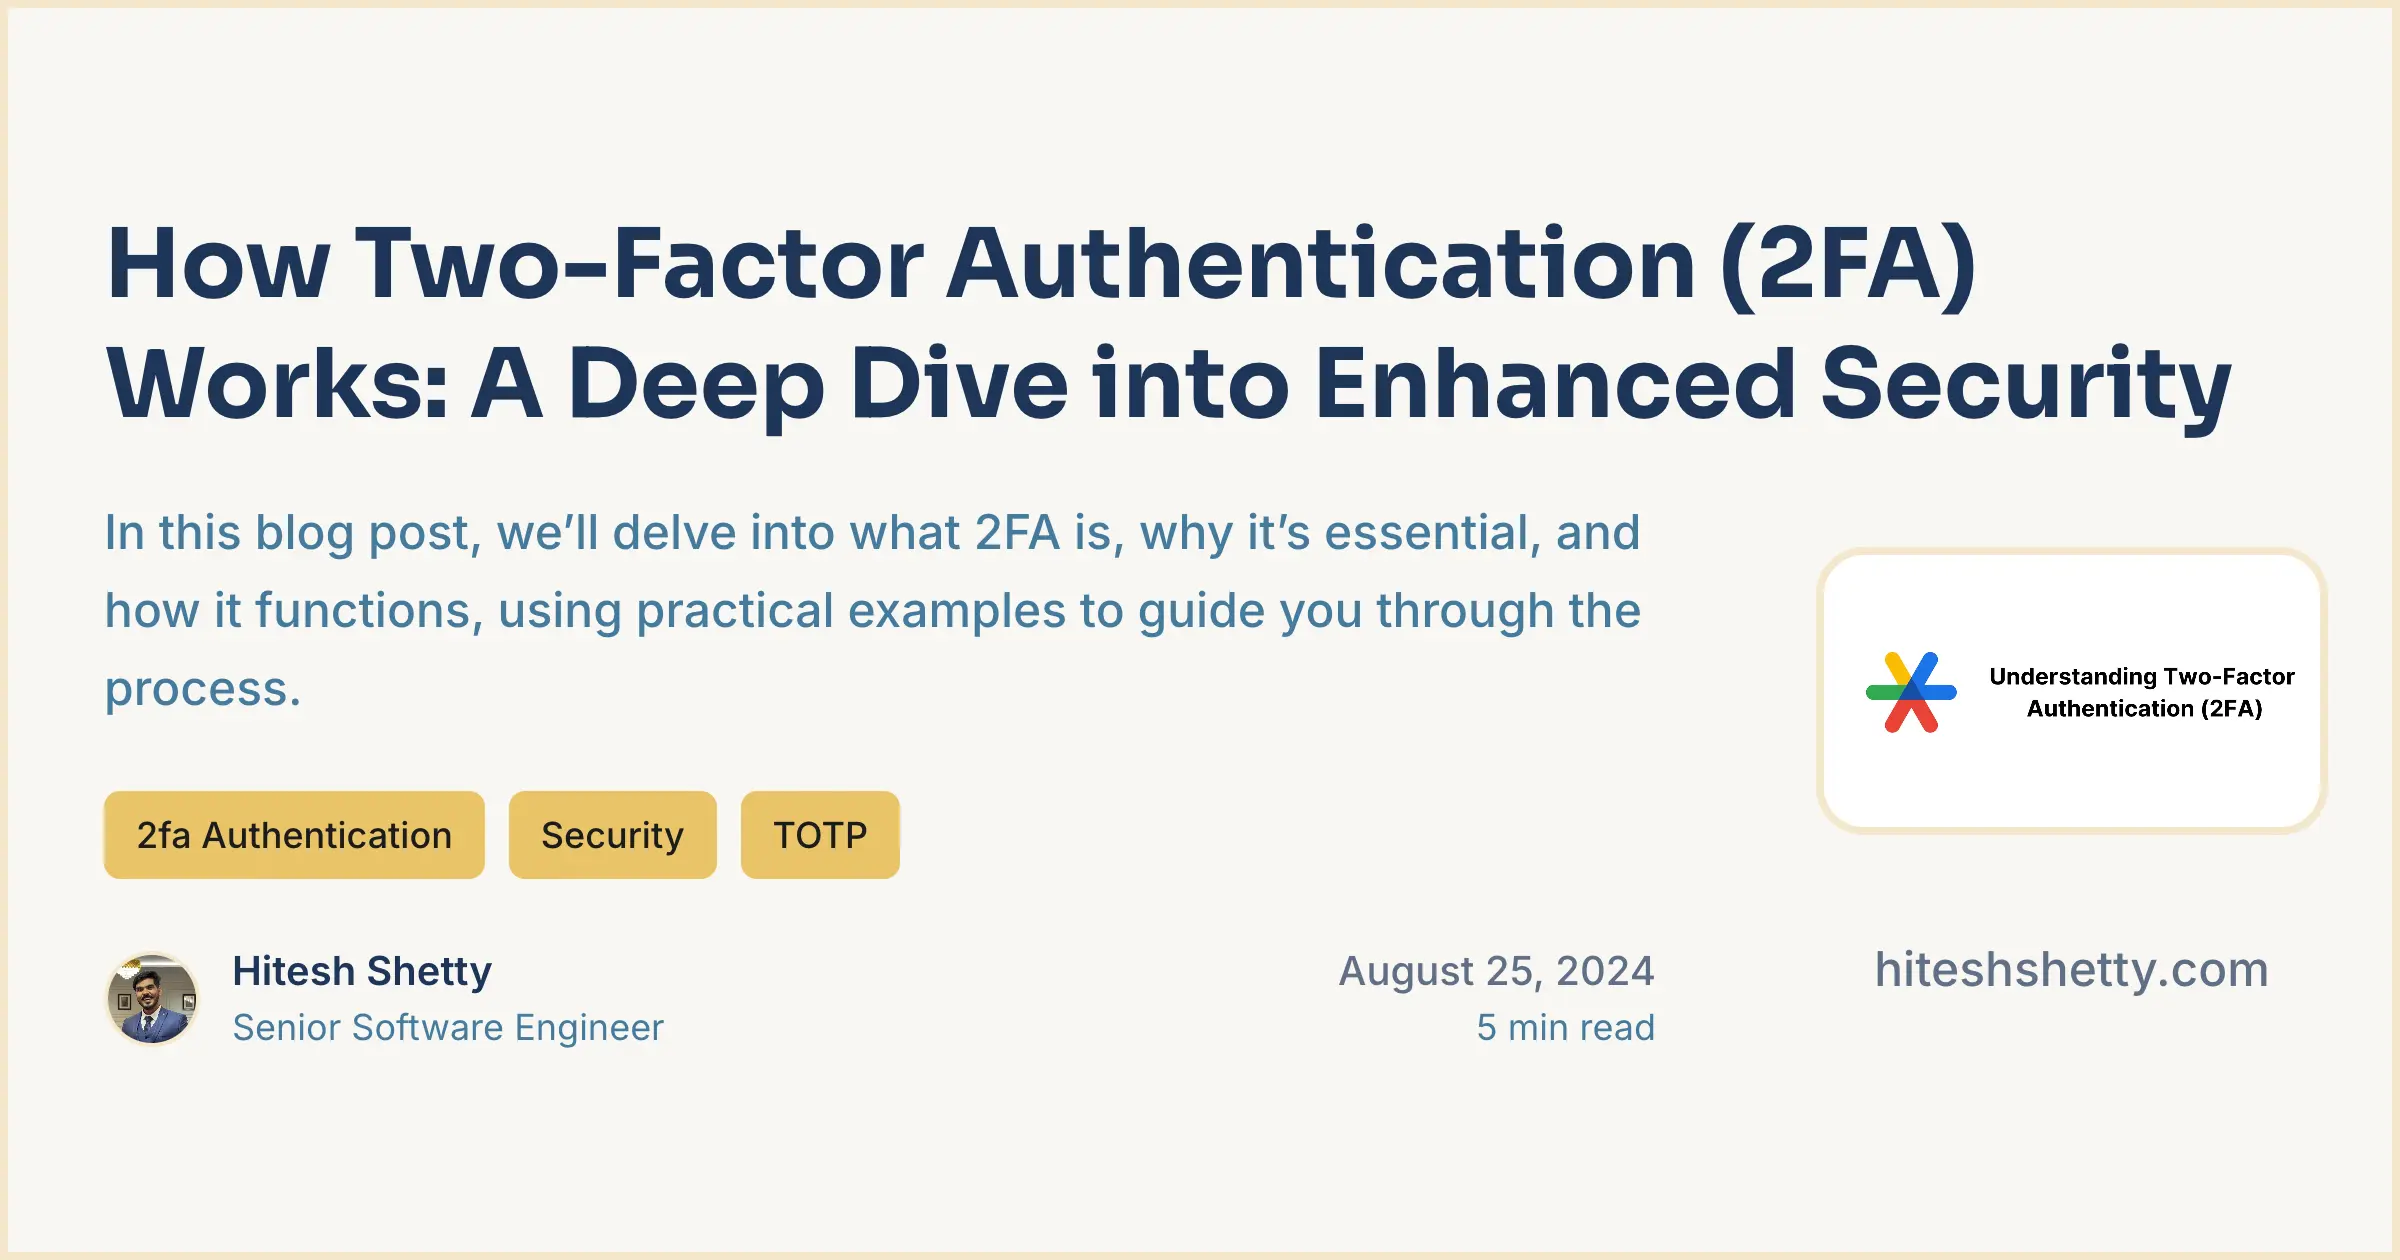 How Two-Factor Authentication (2FA)
Works: A Deep Dive into Enhanced Security
In this blog post, we’ll delve into what 2FA is, why it’s essential, and
how it functions, using practical examples to guide you through the
process.
Understanding Two-Factor
Authentication (2FA)
2fa Authentication
Security
TOTP
Hitesh Shetty
Senior Software Engineer
August 25, 2024
5 min read
hiteshshetty.com